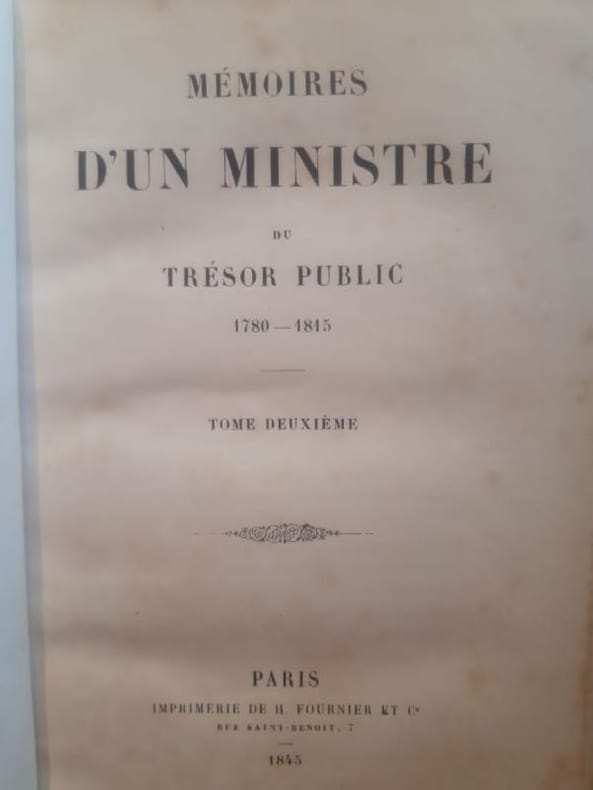 MÉMOIRES
D'UN MINISTRE
DU
TRÉSOR PUBLIC
1780—1815
TOME DEUXIÈME
PARIS
IMPRIMERIE DE H. FOURNIER ET Cᵉ
RUE SAINT-BENOIT, 7
1845